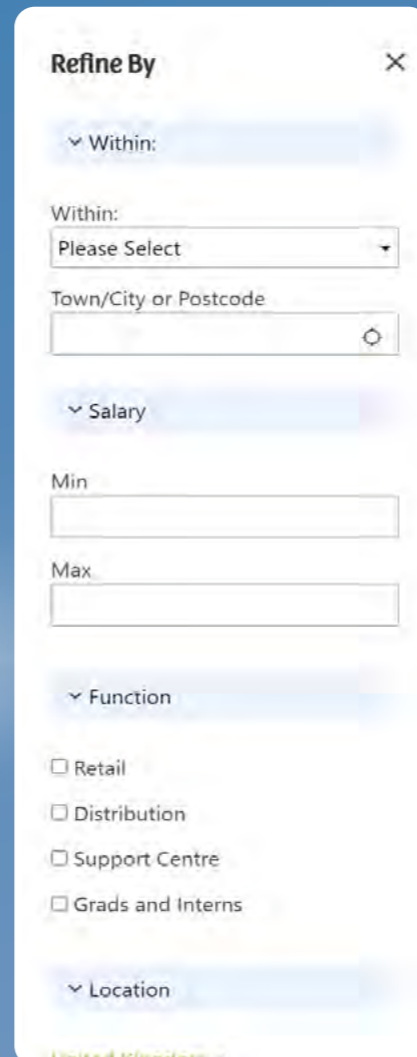 Refine By
Within:
Within:
Please Select
Town/City or Postcode
Salary
Min
Max
Function
Retail
Distribution
Support Centre
Grads and Interns
Location